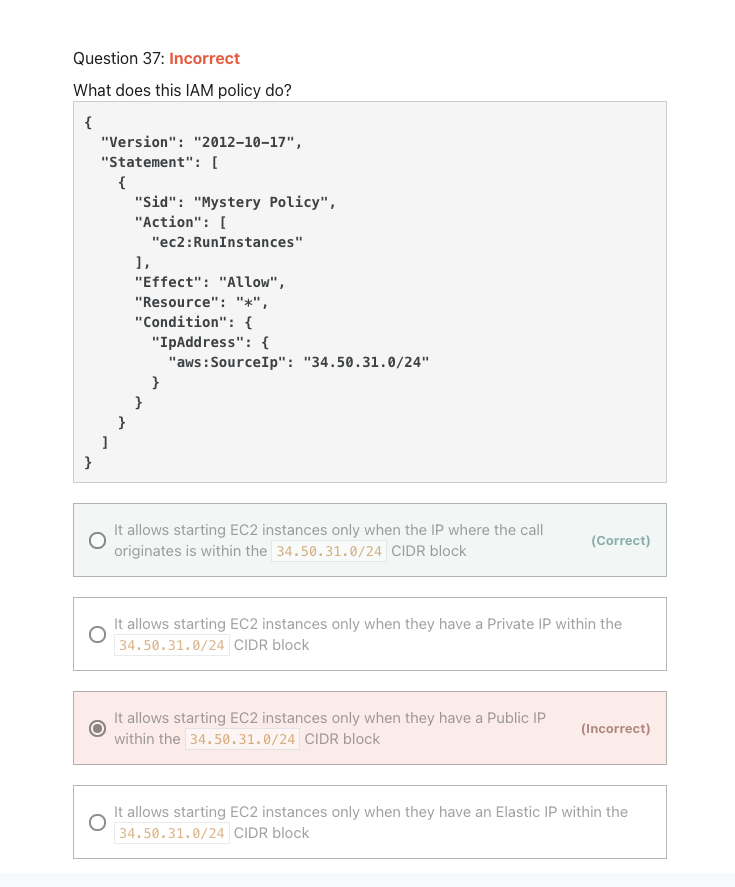 Question 37: Incorrect
What does this IAM policy do?
{
  "Version": "2012-10-17",
  "Statement": [
    {
      "Sid": "Mystery Policy",
      "Action": [
        "ec2:RunInstances"
      ],
      "Effect": "Allow",
      "Resource": "*",
      "Condition": {
        "IpAddress": {
          "aws:SourceIp": "34.50.31.0/24"
        }
      }
    }
  ]
}
It allows starting EC2 instances only when the IP where the call
originates is within the 34.50.31.0/24 CIDR block
(Correct)
It allows starting EC2 instances only when they have a Private IP within the
34.50.31.0/24 CIDR block
It allows starting EC2 instances only when they have a Public IP
within the 34.50.31.0/24 CIDR block
(Incorrect)
It allows starting EC2 instances only when they have an Elastic IP within the
34.50.31.0/24 CIDR block